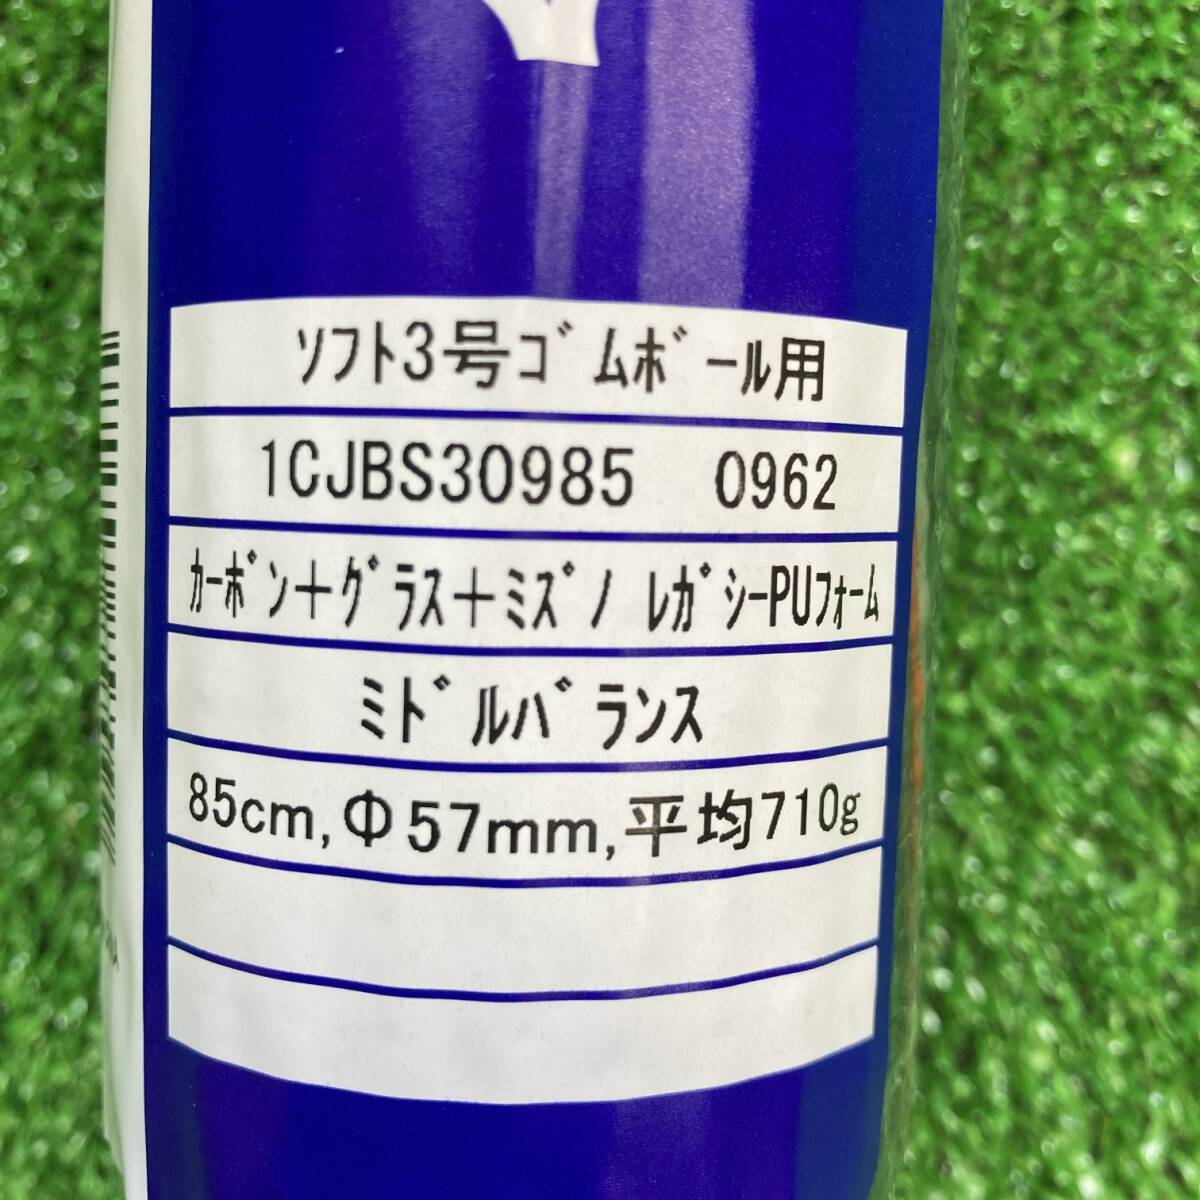 ソフト3号ゴムボール用
1CJBS30985 0962
カーボン+グラス+ミズノ レガシーPUフォーム
ミドルバランス
85cm,Φ57mm,平均710g